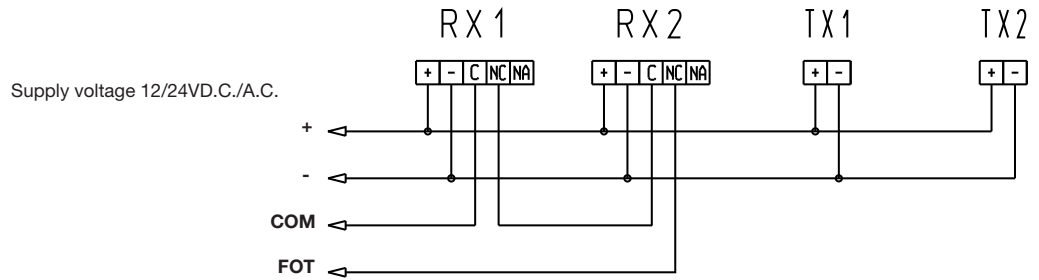 RX1 RX2 TX1 TX2
+ - C NC NA + - C NC NA + - + -
Supply voltage 12/24VD.C./A.C.
+
-
COM
FOT